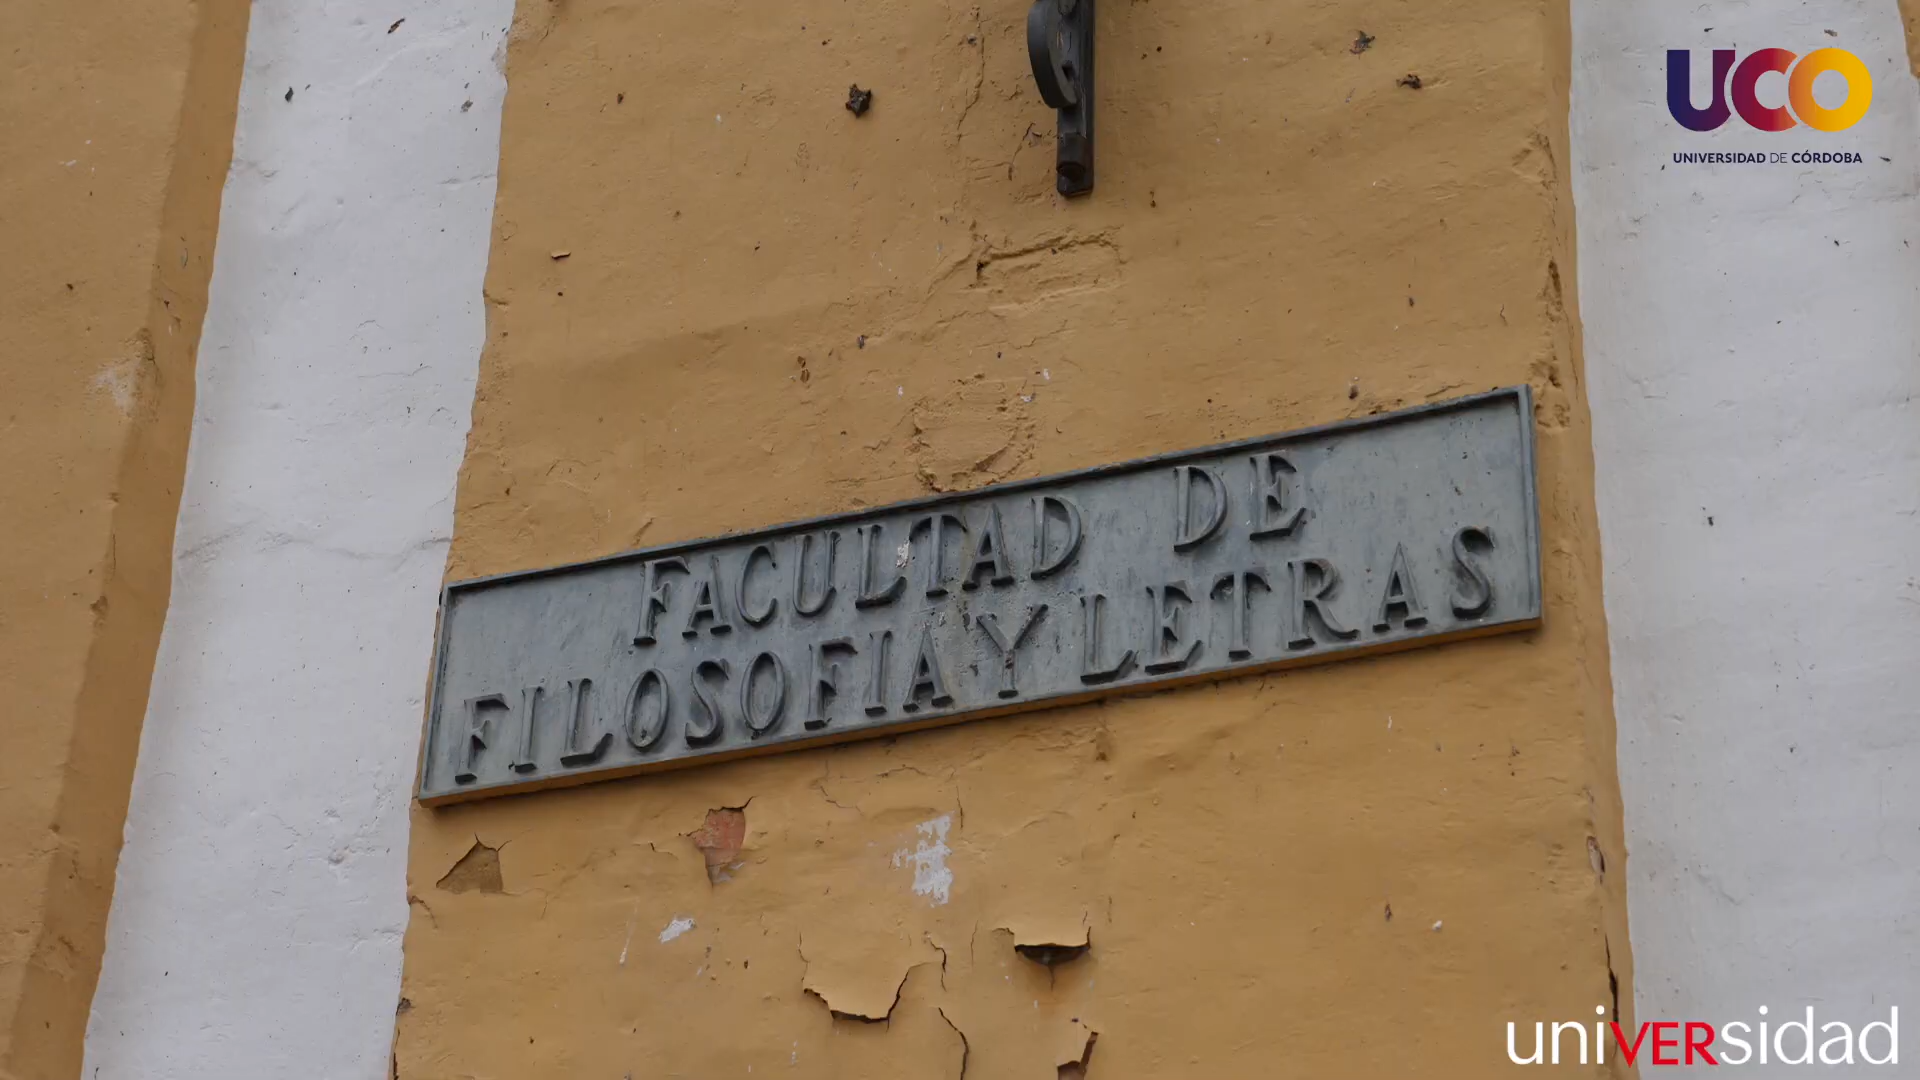 UCO
UNIVERSIDAD DE CÓRDOBA
FACULTAD DE
FILOSOFIA Y LETRAS
uniVERsidad